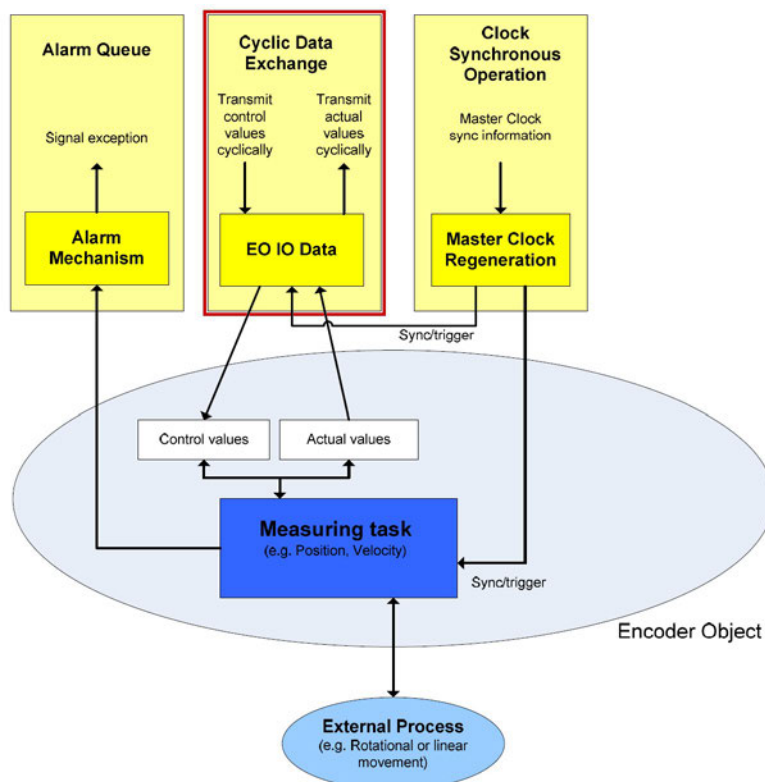 Alarm Queue
Signal exception
Alarm
Mechanism
Cyclic Data
Exchange
Transmit
control
values
cyclically
Transmit
actual
values
cyclically
EO IO Data
Clock
Synchronous
Operation
Master Clock
sync information
Master Clock
Regeneration
Sync/trigger
Control values
Actual values
Measuring task
(e.g. Position, Velocity)
Sync/trigger
Encoder Object
External Process
(e.g. Rotational or linear
movement)